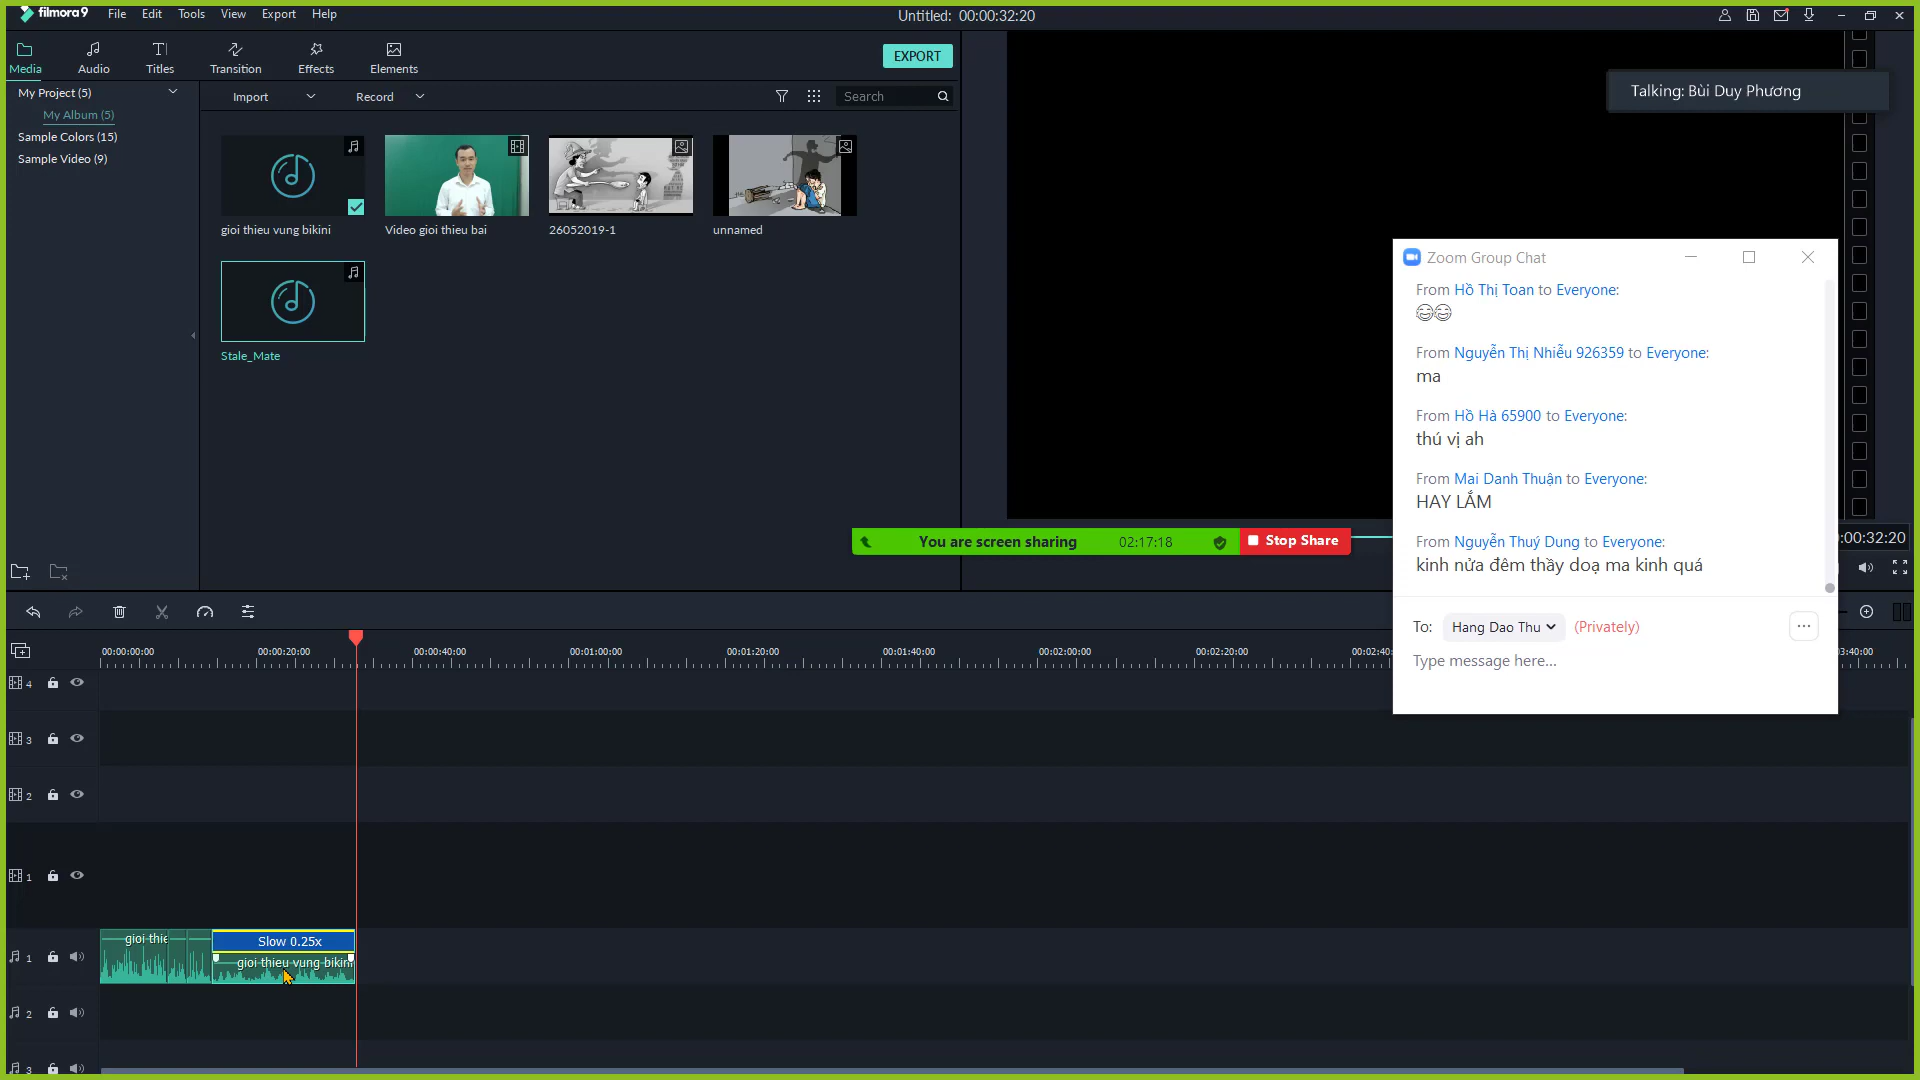 filmora9 File Edit Tools View Export Help
Untitled: 00:00:32:20
Media Audio Titles Transition Effects Elements
EXPORT
My Project (5)
My Album (5)
Sample Colors (15)
Sample Video (9)
Import Record Search
gioi thieu vung bikini
Video gioi thieu bai
26052019-1
unnamed
Stale_Mate
Talking: Bùi Duy Phương
Zoom Group Chat
From Hồ Thị Toan to Everyone:
😂😂
From Nguyễn Thị Nhiễu 926359 to Everyone:
ma
From Hồ Hà 65900 to Everyone:
thú vị ah
From Mai Danh Thuận to Everyone:
HAY LẮM
From Nguyễn Thuý Dung to Everyone:
kinh nửa đêm thầy doạ ma kinh quá
To: Hang Dao Thu (Privately)
Type message here...
You are screen sharing 02:17:18 Stop Share
:00:32:20
00:00:00:00 00:00:20:00 00:00:40:00 00:01:00:00 00:01:20:00 00:01:40:00 00:02:00:00 00:02:20:00 00:02:40: 3:40:00
4
3
2
1
gioi thie
Slow 0.25x
gioi thieu vung bikini
1
2
3